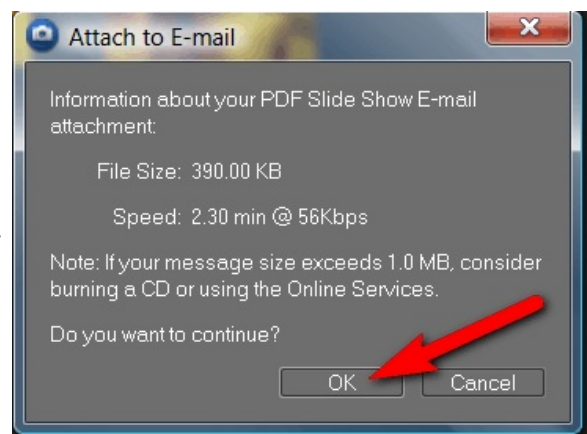 Attach to E-mail
Information about your PDF Slide Show E-mail
attachment:
File Size: 390.00 KB
Speed: 2.30 min @ 56Kbps
Note: If your message size exceeds 1.0 MB, consider
burning a CD or using the Online Services.
Do you want to continue?
OK Cancel